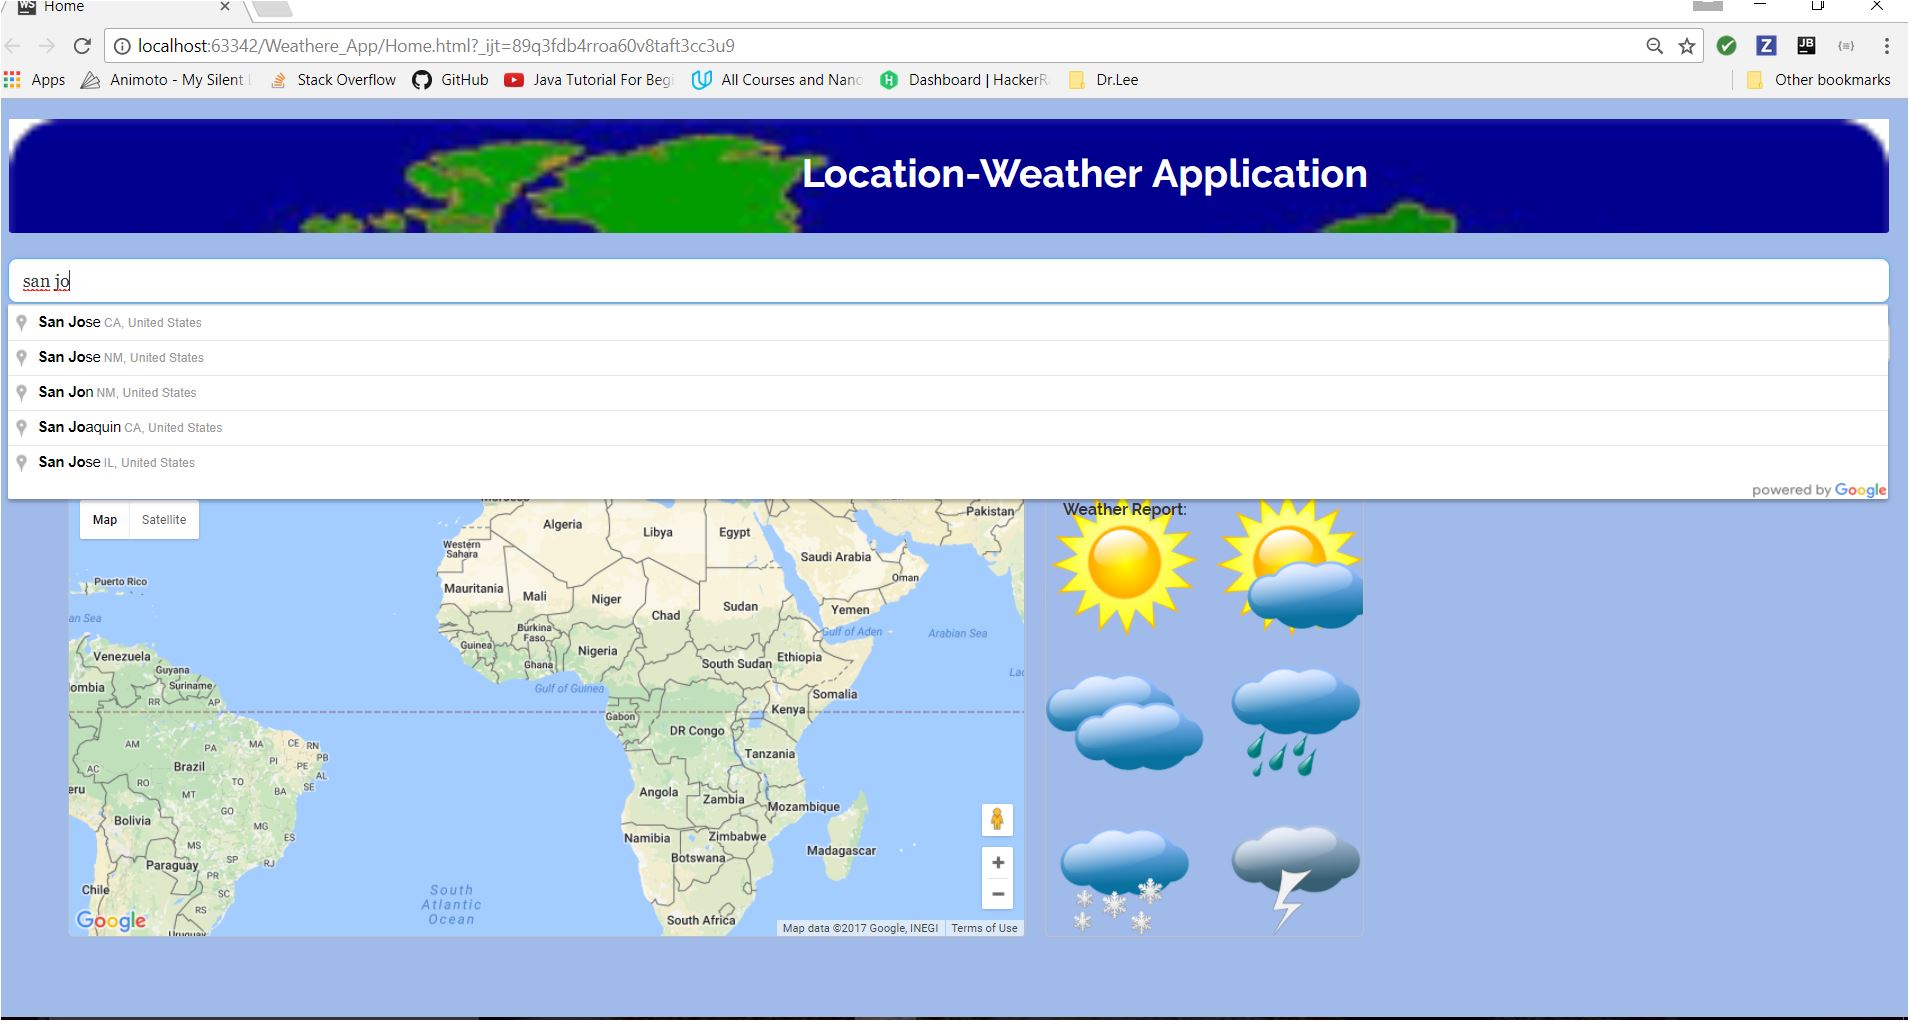 WS Home
localhost:63342/Weathere_App/Home.html?_ijt=89q3fdb4rroa60v8taft3cc3u9
Z JB {≡}
Apps Animoto - My Silent Stack Overflow GitHub Java Tutorial For Begi All Courses and Nano Dashboard | HackerR Dr.Lee Other bookmarks
Location-Weather Application
san jo
San Jose CA, United States
San Jose NM, United States
San Jon NM, United States
San Joaquin CA, United States
San Jose IL, United States
powered by Google
Map Satellite
Weather Report:
Pakistan
Algeria
Libya
Egypt
Western
Sahara
Saudi Arabia
Oman
Puerto Rico
Mauritania
Mali
Niger
Chad
Sudan
Yemen
an Sea
Burkina
Faso
Gulf of Aden
Arabian Sea
Guinea
Ghana
Nigeria
South Sudan
Ethiopia
Venezuela
Guyana
Suriname
ombia
Gulf of Guinea
Somalia
RR
AP
Gabon
Kenya
DR Congo
AM
PA
MA
CE
RN
PB
Tanzania
AC
Brazil
RO
TO
PI
PE
AL
SE
BA
eru
MT
Angola
Zambia
Mozambique
GO
Bolivia
MG
ES
Namibia
Zimbabwe
Madagascar
MS
SP
RJ
Botswana
Paraguay
PR
SC
Chile
South
Atlantic
Ocean
RS
South Africa
Uruguay
Google
Map data ©2017 Google, INEGI Terms of Use